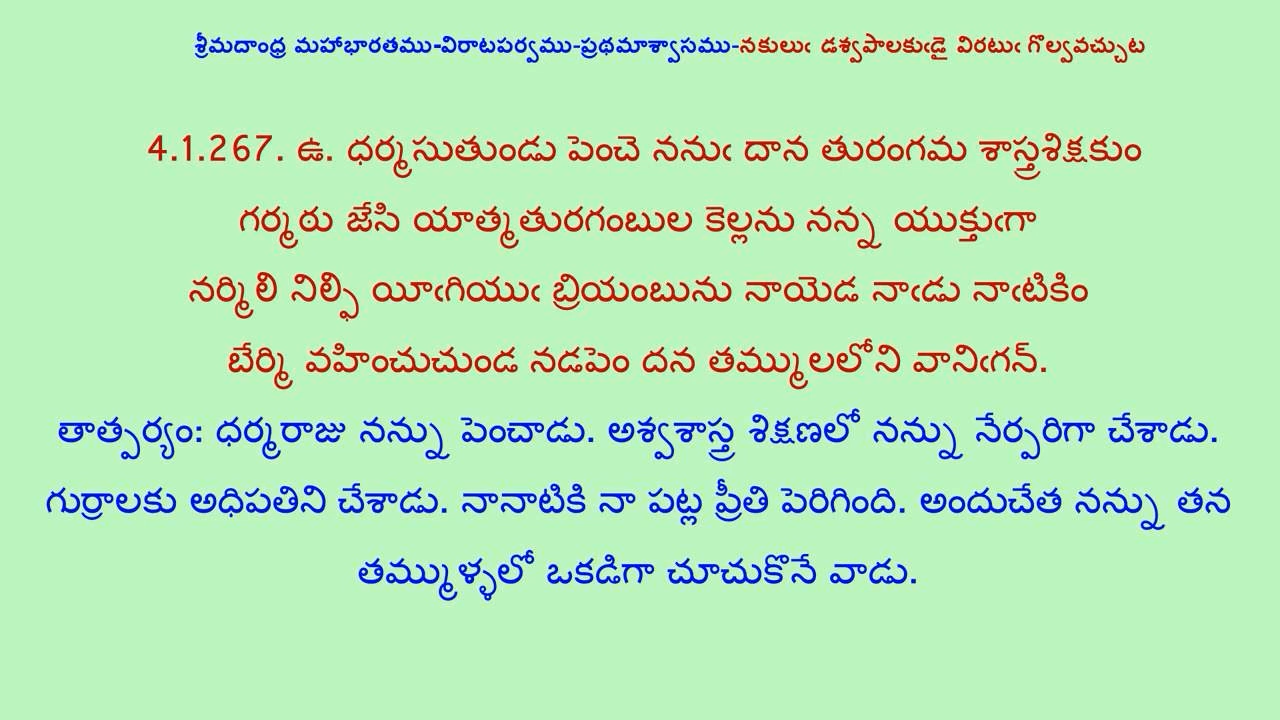 శ్రీమదాంధ్ర మహాభారతము-విరాటపర్వము-ప్రథమాశ్వాసము-నకులుఁ డశ్వపాలకుఁడై విరటుఁ గొల్వవచ్చుట
4.1.267. ఉ. ధర్మసుతుండు పెంచె ననుఁ దాన తురంగమ శాస్త్రశిక్షకుం
గర్మఠు జేసి యాత్మతురగంబుల కెల్లను నన్న యుక్తుఁగా
నర్మిలి నిల్ఫి యీఁగియుఁ బ్రియంబును నాయెడ నాఁడు నాఁటికిం
బేర్మి వహించుచుండ నడపెం దన తమ్ములలోని వానిఁగన్.
తాత్పర్యం: ధర్మరాజు నన్ను పెంచాడు. అశ్వశాస్త్ర శిక్షణలో నన్ను నేర్పరిగా చేశాడు.
గుర్రాలకు అధిపతిని చేశాడు. నానాటికి నా పట్ల ప్రీతి పెరిగింది. అందుచేత నన్ను తన
తమ్ముళ్ళలో ఒకడిగా చూచుకొనే వాడు.